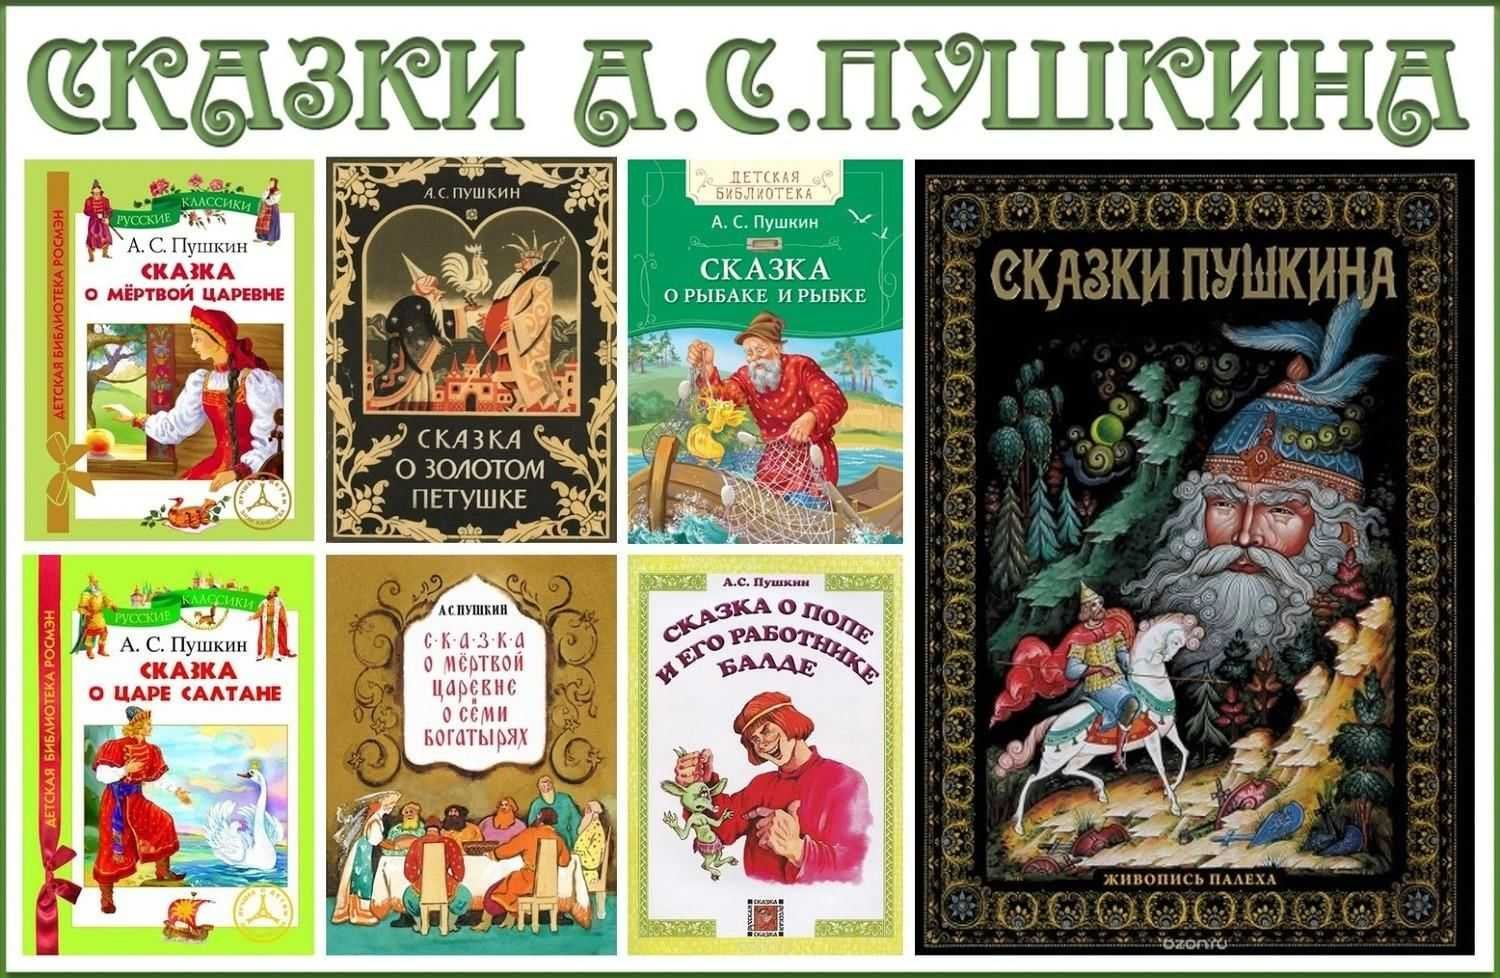 СКАЗКИ А.С.ПУШКИНА
ДЕТСКАЯ БИБЛИОТЕКА РОСМЭН
РУССКИЕ КЛАССИКИ
А. С. Пушкин
СКАЗКА
О МЁРТВОЙ ЦАРЕВНЕ
А.С. ПУШКИН
СКАЗКА
О ЗОЛОТОМ
ПЕТУШКЕ
ДЕТСКАЯ
БИБЛИОТЕКА
А. С. Пушкин
СКАЗКА
О РЫБАКЕ И РЫБКЕ
СКАЗКИ ПУШКИНА
ЖИВОПИСЬ ПАЛЕХА
ozon.ru
ДЕТСКАЯ БИБЛИОТЕКА РОСМЭН
РУССКИЕ КЛАССИКИ
А. С. Пушкин
СКАЗКА
О ЦАРЕ САЛТАНЕ
А.С.ПУШКИН
С·К·А·З·К·А
О МЁРТВОЙ
ЦАРЕВНЕ
И
О СЕМИ
БОГАТЫРЯХ
А.С. Пушкин
СКАЗКА О ПОПЕ
И ЕГО РАБОТНИКЕ
БАЛДЕ